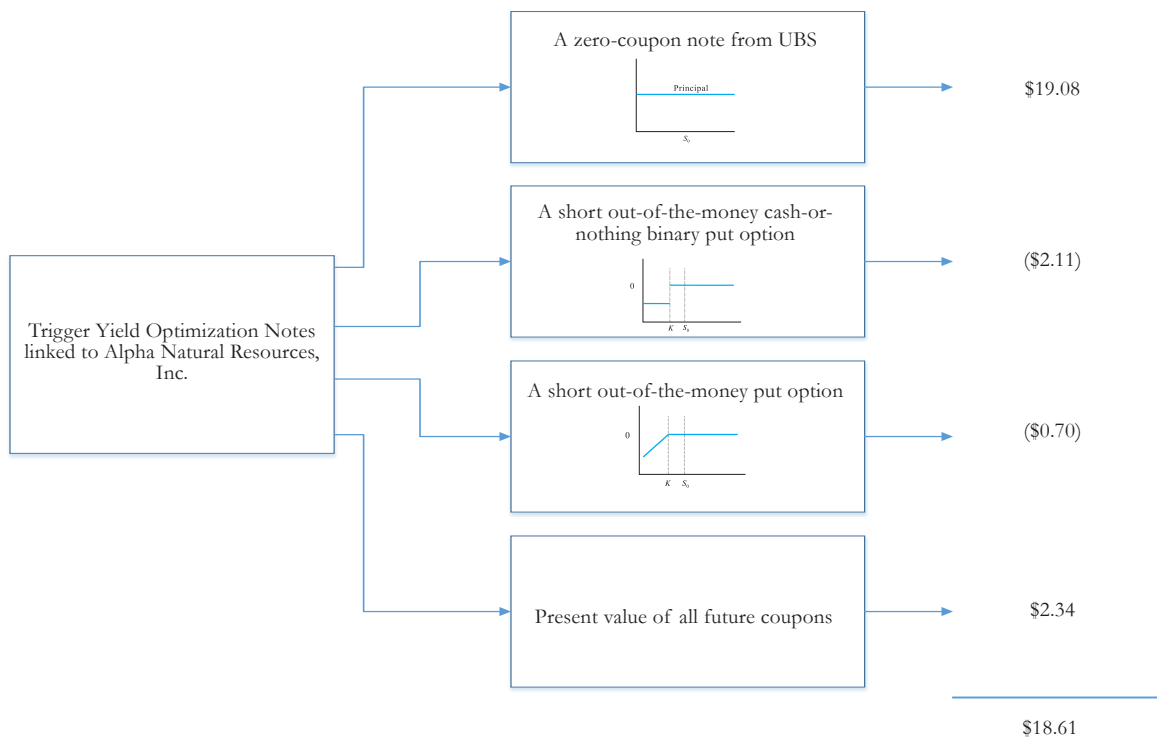 A zero-coupon note from UBS
Principal
S₀
$19.08
A short out-of-the-money cash-or-
nothing binary put option
0
K
S₀
($2.11)
Trigger Yield Optimization Notes
linked to Alpha Natural Resources,
Inc.
A short out-of-the-money put option
0
K
S₀
($0.70)
Present value of all future coupons
$2.34
$18.61